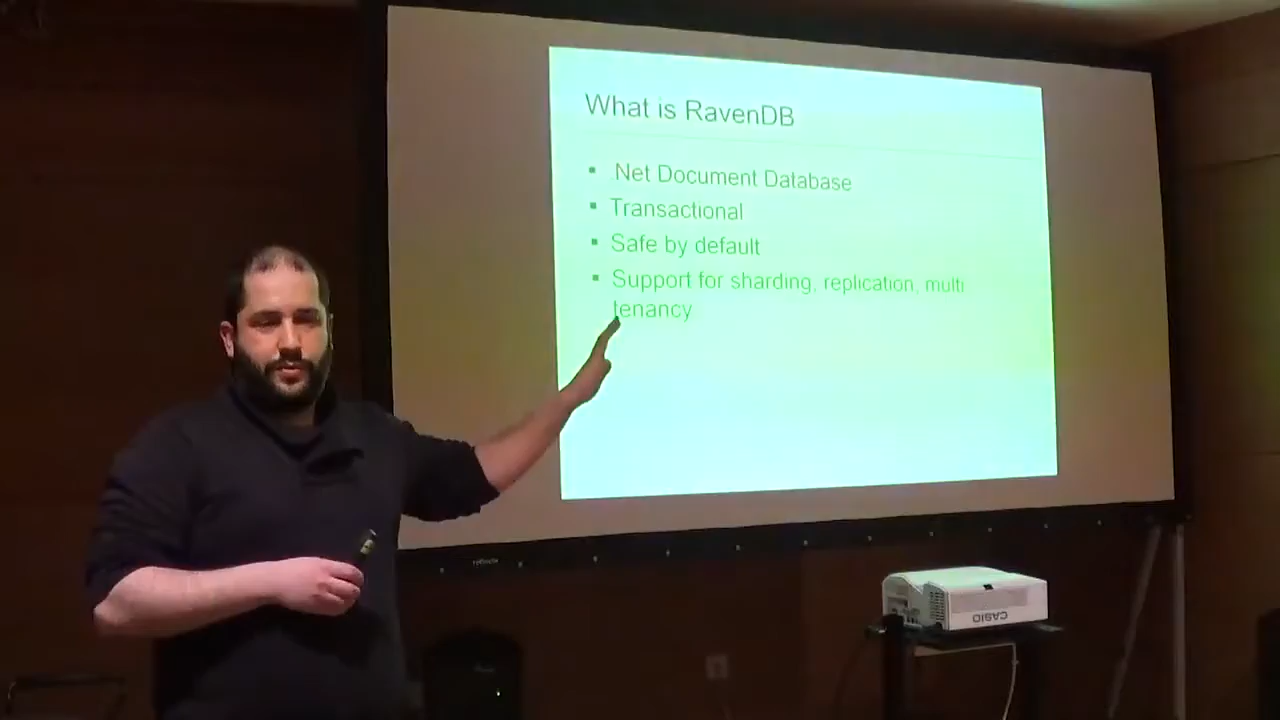 What is RavenDB
.Net Document Database
Transactional
Safe by default
Support for sharding, replication, multi
tenancy
CASIO